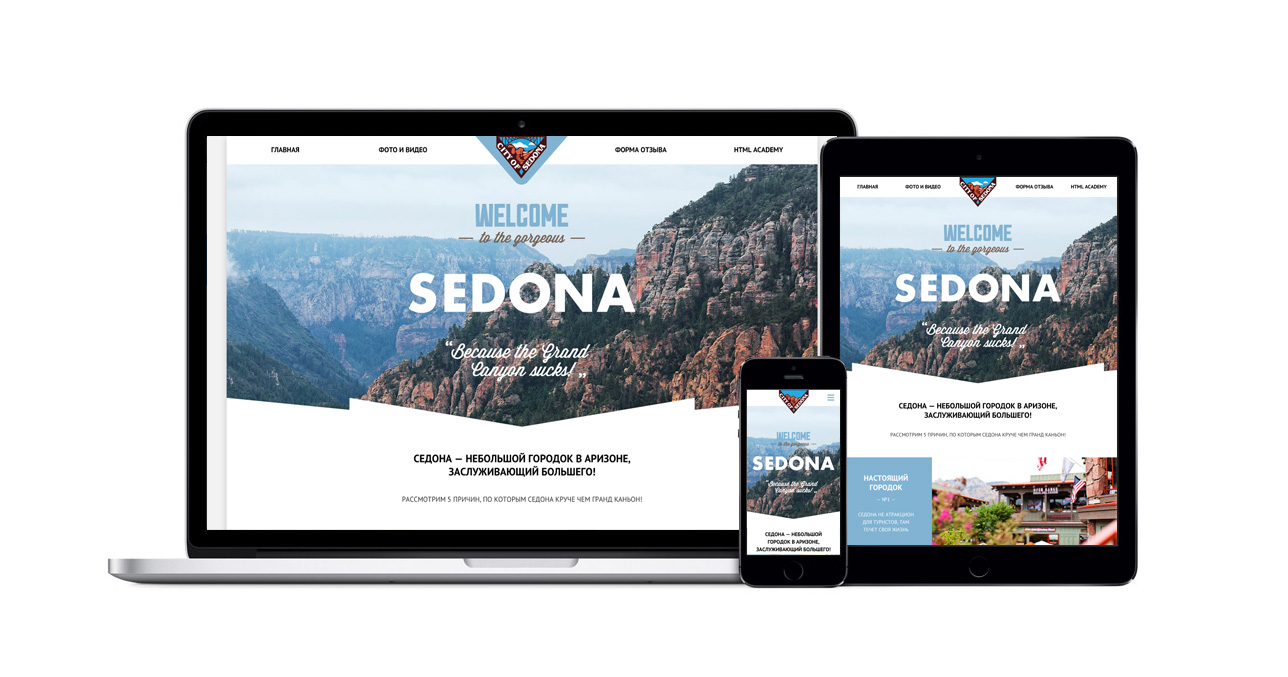 ГЛАВНАЯ
ФОТО И ВИДЕО
CITY OF SEDONA
ФОРМА ОТЗЫВА
HTML ACADEMY
WELCOME
to the gorgeous
SEDONA
“Because the Grand
Canyon sucks!„
СЕДОНА — НЕБОЛЬШОЙ ГОРОДОК В АРИЗОНЕ,
ЗАСЛУЖИВАЮЩИЙ БОЛЬШЕГО!
РАССМОТРИМ 5 ПРИЧИН, ПО КОТОРЫМ СЕДОНА КРУЧЕ ЧЕМ ГРАНД КАНЬОН!
CITY OF SEDONA
WELCOME
to the gorgeous
SEDONA
“Because the Grand
Canyon sucks!„
СЕДОНА — НЕБОЛЬШОЙ
ГОРОДОК В АРИЗОНЕ,
ЗАСЛУЖИВАЮЩИЙ БОЛЬШЕГО!
ГЛАВНАЯ
ФОТО И ВИДЕО
CITY OF SEDONA
ФОРМА ОТЗЫВА
HTML ACADEMY
WELCOME
to the gorgeous
SEDONA
“Because the Grand
Canyon sucks!„
СЕДОНА — НЕБОЛЬШОЙ ГОРОДОК В АРИЗОНЕ,
ЗАСЛУЖИВАЮЩИЙ БОЛЬШЕГО!
РАССМОТРИМ 5 ПРИЧИН, ПО КОТОРЫМ СЕДОНА КРУЧЕ ЧЕМ ГРАНД КАНЬОН!
НАСТОЯЩИЙ
ГОРОДОК
— №1 —
СЕДОНА НЕ АТРАКЦИОН
ДЛЯ ТУРИСТОВ, ТАМ
ТЕЧЕТ СВОЯ ЖИЗНЬ